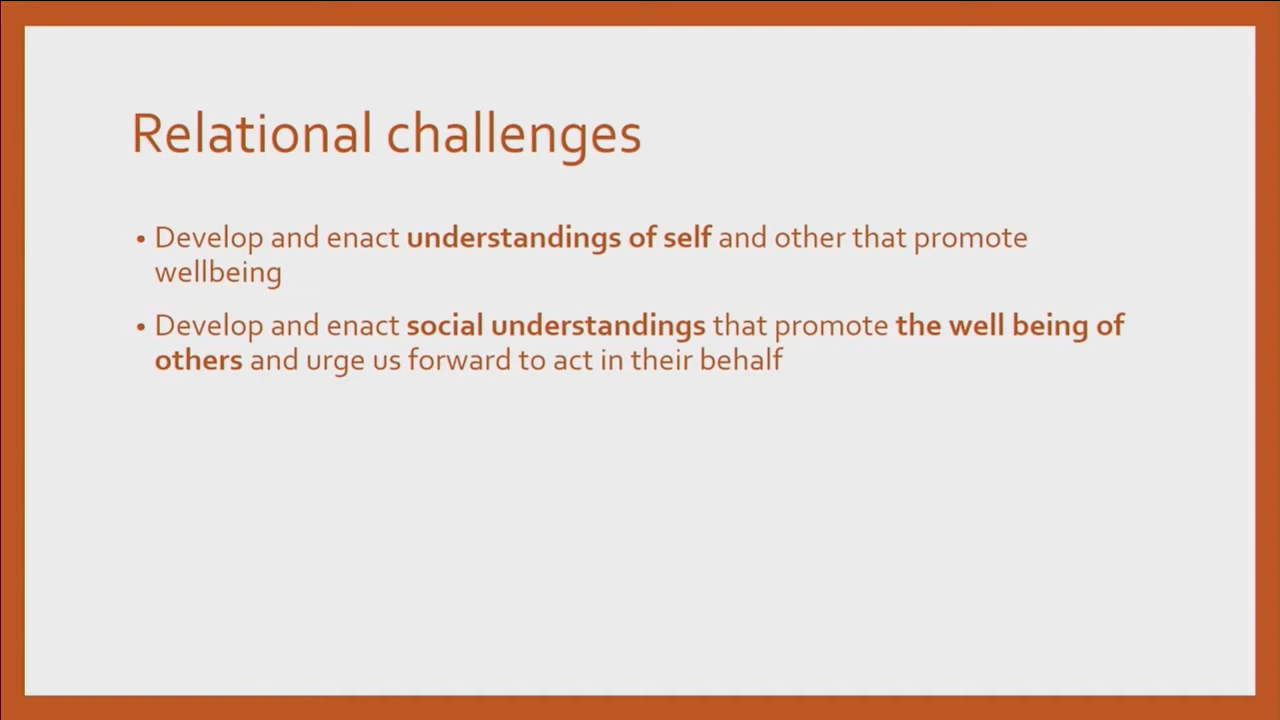 Relational challenges
• Develop and enact understandings of self and other that promote
wellbeing
• Develop and enact social understandings that promote the well being of
others and urge us forward to act in their behalf